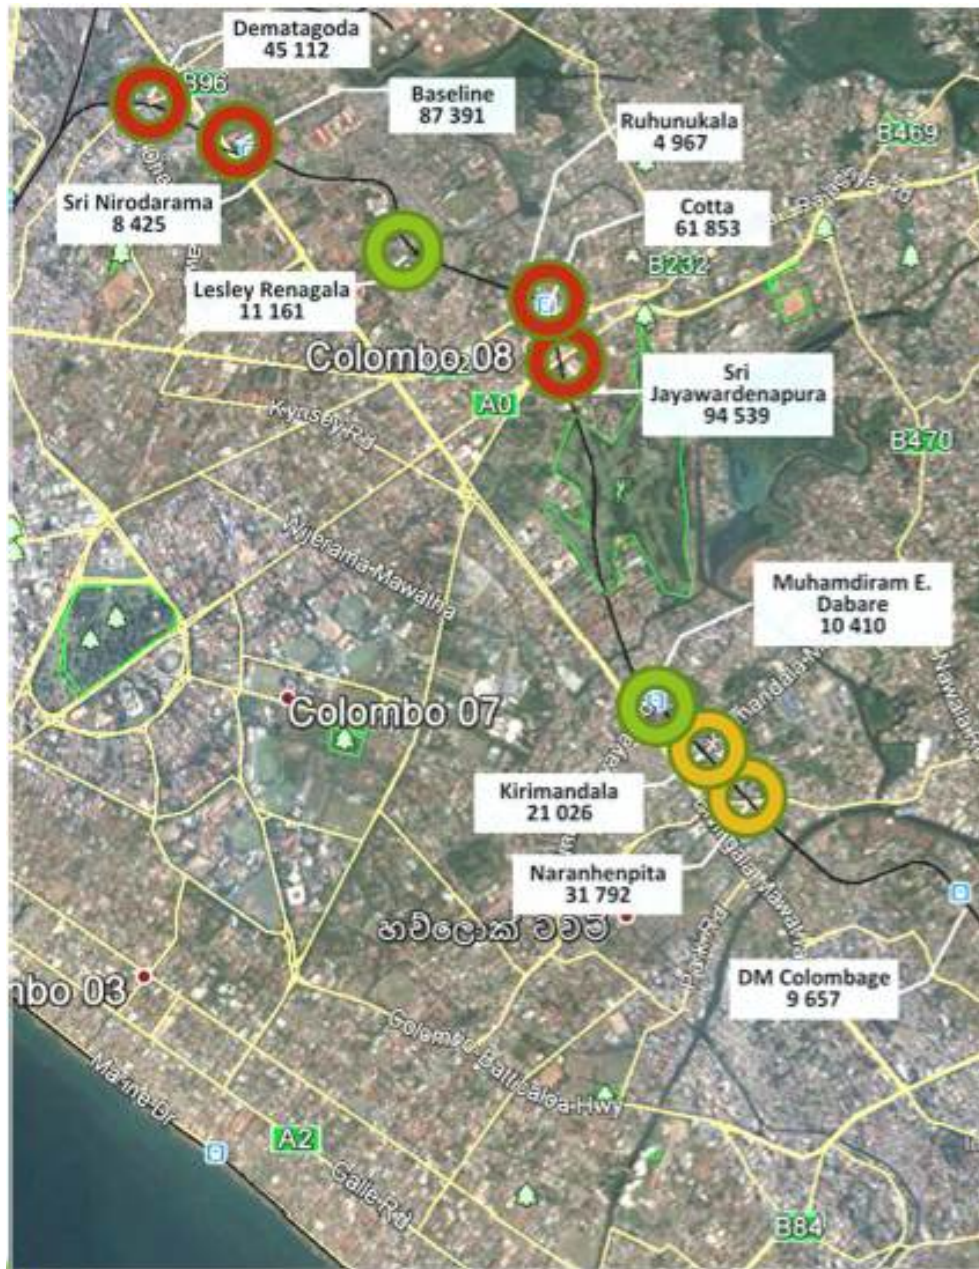 Dematagoda
45 112
B96
Baseline
87 391
Ruhunukala
4 967
B469
Sri Nirodarama
8 425
Cotta
61 853
B232
Lesley Renagala
11 161
Colombo 08
A0
Sri
Jayawardenapura
94 539
Kynsey-Rd
B470
Wijerama-Mawatha
Muhamdiram E.
Dabare
10 410
Colombo 07
Kirimandala
21 026
Naranhenpita
31 792
හව්ලොක් ටවුම්
DM Colombage
9 657
mbo 03
Colombo-Batticaloa-Hwy
Marine-Dr
A2
Galle-Rd
B84